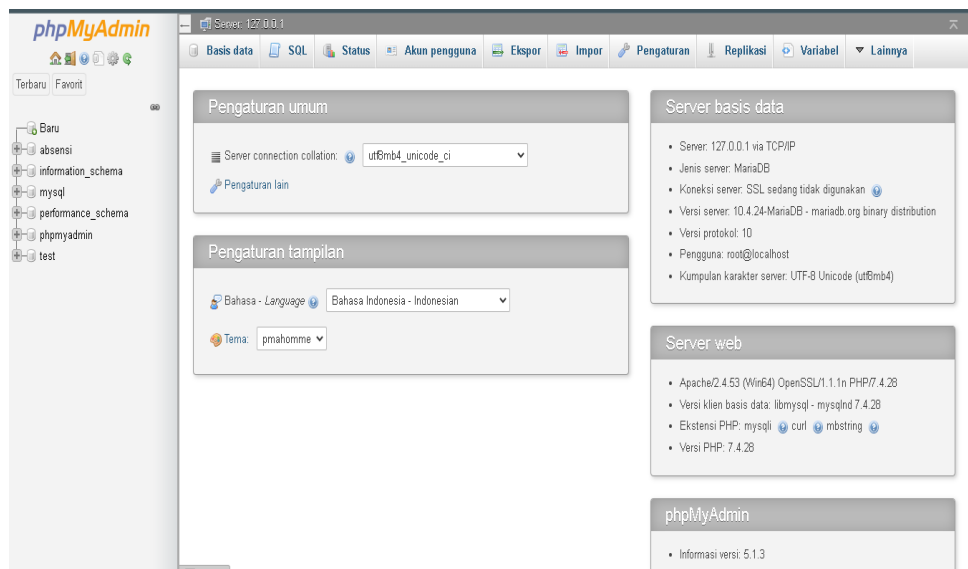 phpMyAdmin
Terbaru Favorit
Baru
absensi
information_schema
mysql
performance_schema
phpmyadmin
test
Server: 127.0.0.1
Basis data SQL Status Akun pengguna Ekspor Impor Pengaturan Replikasi Variabel Lainnya
Pengaturan umum
Server connection collation: utf8mb4_unicode_ci
Pengaturan lain
Pengaturan tampilan
Bahasa - Language Bahasa Indonesia - Indonesian
Tema: pmahomme
Server basis data
• Server: 127.0.0.1 via TCP/IP
• Jenis server: MariaDB
• Koneksi server: SSL sedang tidak digunakan
• Versi server: 10.4.24-MariaDB - mariadb.org binary distribution
• Versi protokol: 10
• Pengguna: root@localhost
• Kumpulan karakter server: UTF-8 Unicode (utf8mb4)
Server web
• Apache/2.4.53 (Win64) OpenSSL/1.1.1n PHP/7.4.28
• Versi klien basis data: libmysql - mysqlnd 7.4.28
• Ekstensi PHP: mysqli curl mbstring
• Versi PHP: 7.4.28
phpMyAdmin
• Informasi versi: 5.1.3